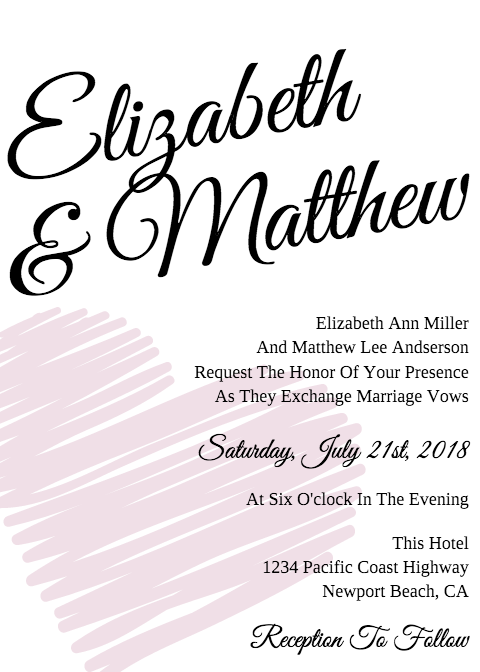 Elizabeth
& Matthew
Elizabeth Ann Miller
And Matthew Lee Andserson
Request The Honor Of Your Presence
As They Exchange Marriage Vows
Saturday, July 21st, 2018
At Six O'clock In The Evening
This Hotel
1234 Pacific Coast Highway
Newport Beach, CA
Reception To Follow